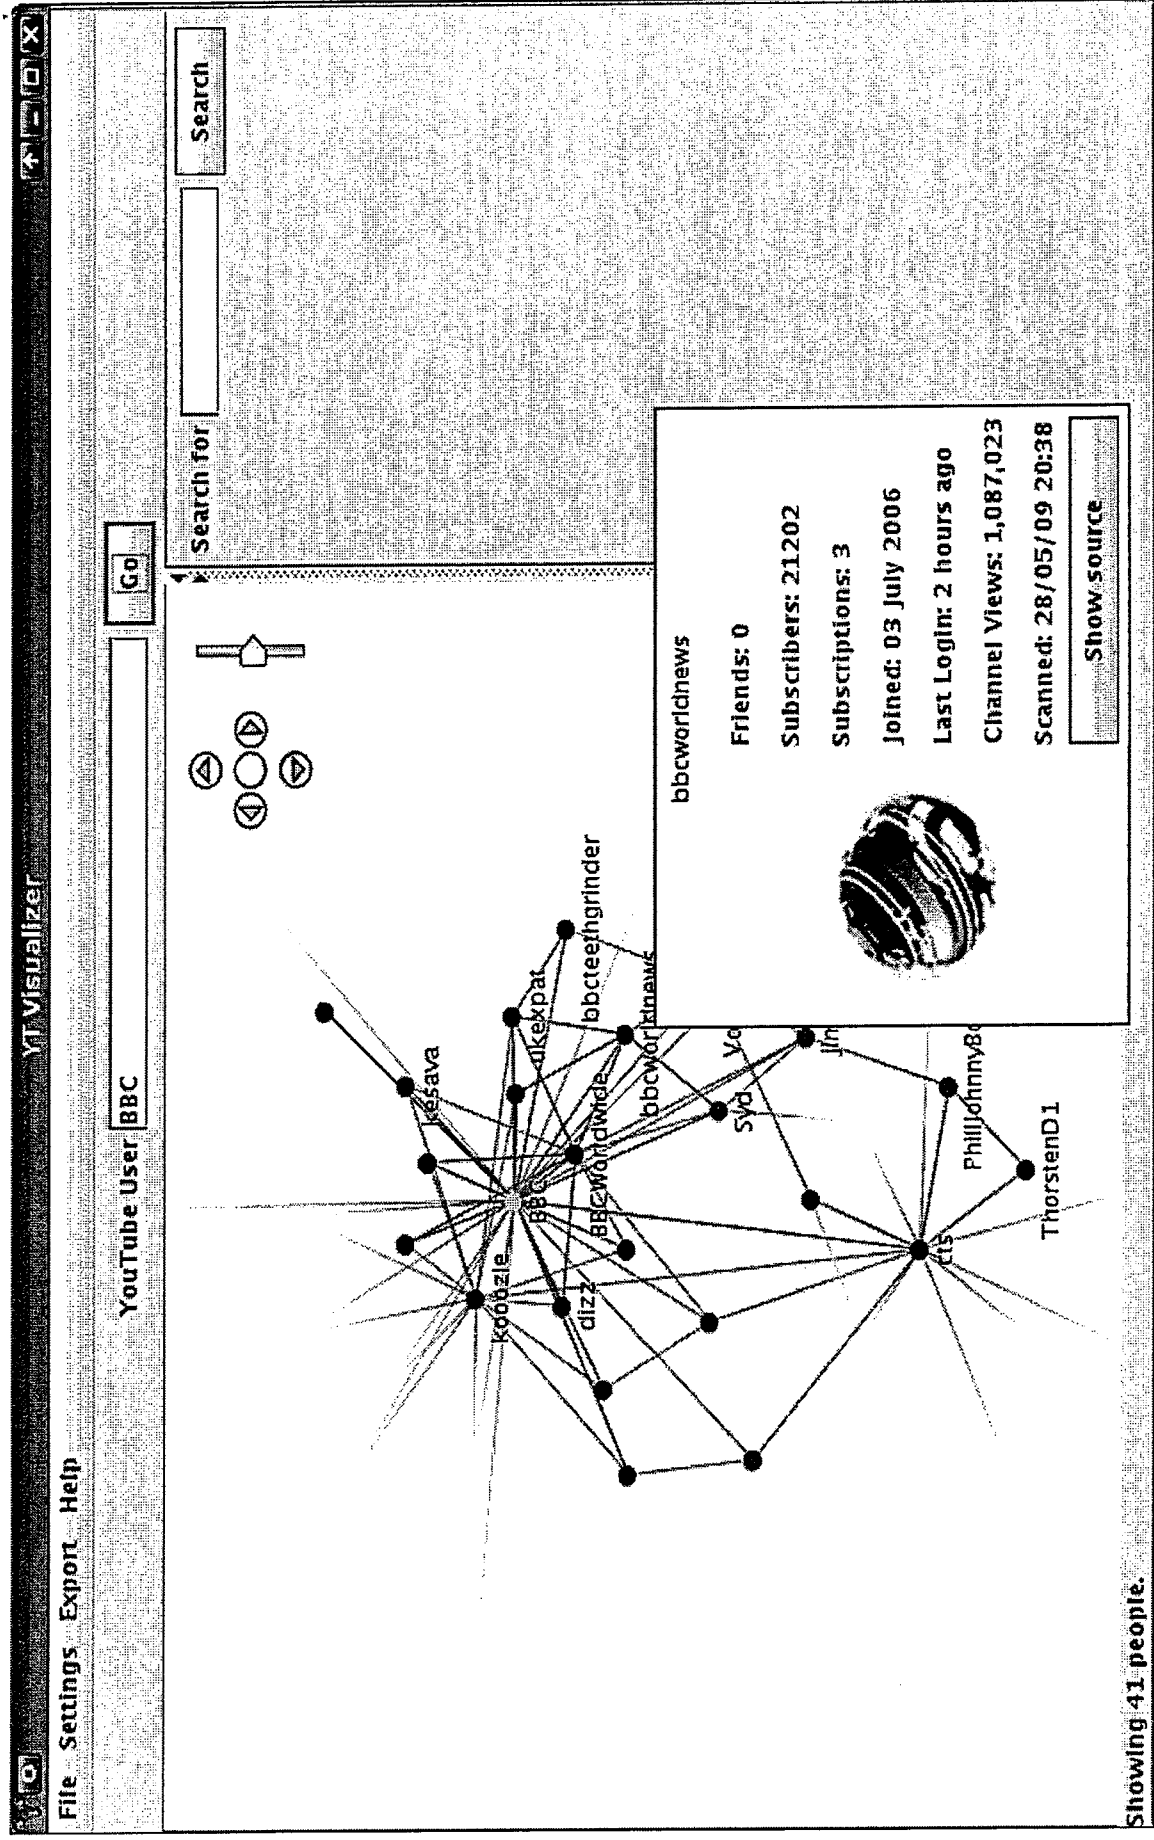 YT Visualizer
File Settings Export Help
YouTube User BBC Go
Search for Search
kesava
kooozle
BBC
ukexpat
dizz
BBCWorldwide
bbcteethgrinder
bbcworldnews
Syd
cts
ThorstenD1
bbcworldnews
Friends: 0
Subscribers: 21202
Subscriptions: 3
Joined: 03 July 2006
Last Login: 2 hours ago
Channel Views: 1,087,023
Scanned: 28/05/09 20:38
Show source
Showing 41 people.